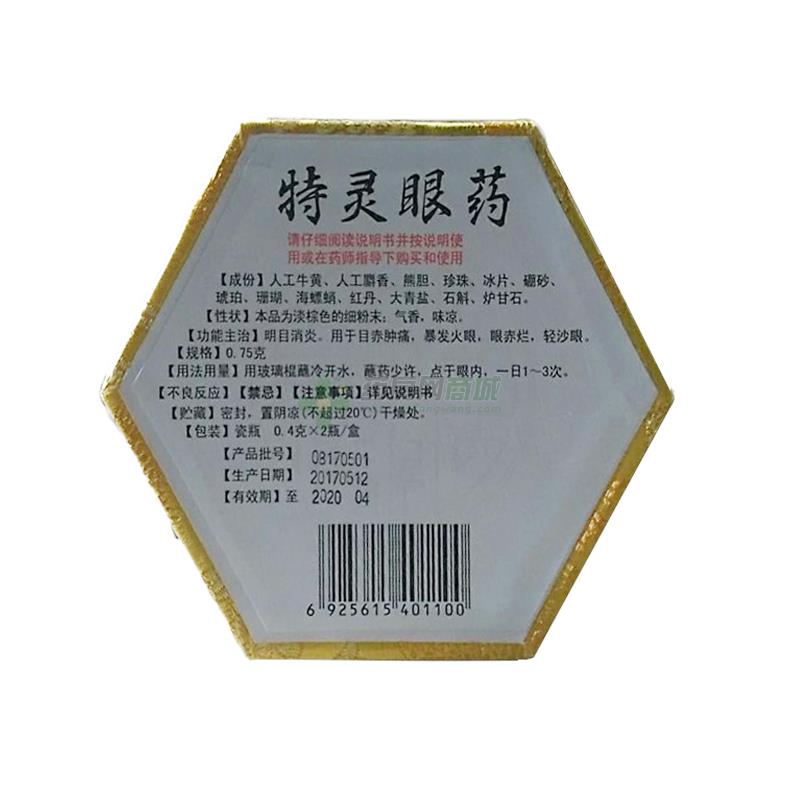 特灵眼药
请仔细阅读说明书并按说明使
用或在药师指导下购买和使用
【成份】人工牛黄、人工麝香、熊胆、珍珠、冰片、硼砂、
琥珀、珊瑚、海螵蛸、红丹、大青盐、石斛、炉甘石。
【性状】本品为淡棕色的细粉末；气香，味凉。
【功能主治】明目消炎。用于目赤肿痛，暴发火眼，眼赤烂，轻沙眼。
【规格】0.75克
【用法用量】用玻璃棍蘸冷开水，蘸药少许，点于眼内，一日1～3次。
【不良反应】【禁忌】【注意事项】详见说明书
【贮藏】密封，置阴凉(不超过20℃)干燥处。
【包装】瓷瓶 0.4克×2瓶/盒
【产品批号】 08170501
【生产日期】 20170512
【有效期】至 2020 04
6 925615 401100
商城